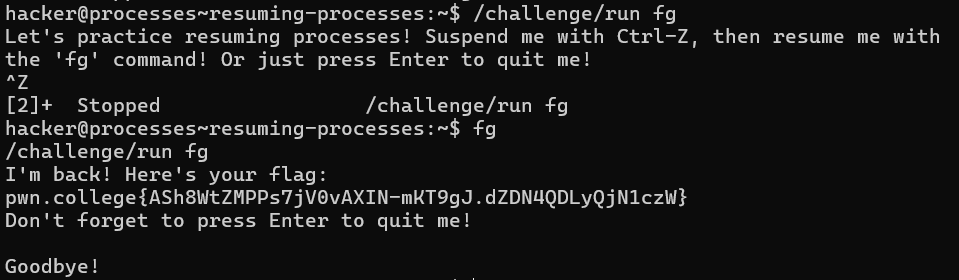 hacker@processes~resuming-processes:~$ /challenge/run fg
Let's practice resuming processes! Suspend me with Ctrl-Z, then resume me with
the 'fg' command! Or just press Enter to quit me!
^Z
[2]+  Stopped                 /challenge/run fg
hacker@processes~resuming-processes:~$ fg
/challenge/run fg
I'm back! Here's your flag:
pwn.college{ASh8WtZMPPs7jV0vAXIN-mKT9gJ.dZDN4QDLyQjN1czW}
Don't forget to press Enter to quit me!
Goodbye!